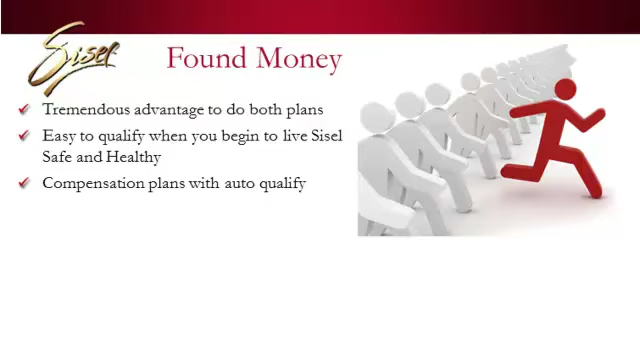 Sisel
Found Money
Tremendous advantage to do both plans
Easy to qualify when you begin to live Sisel
Safe and Healthy
Compensation plans with auto qualify